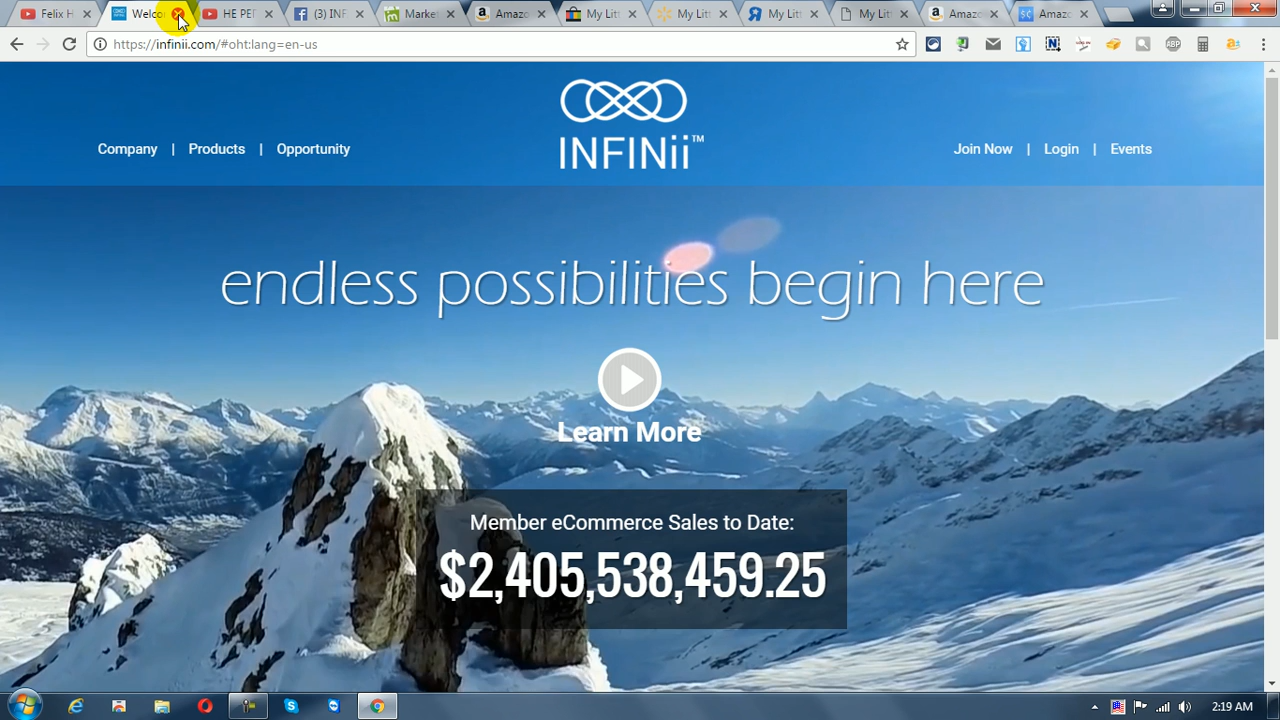 Felix H
Welco
HE PEI
(3) INF
Market
Amazo
My Litt
My Litt
My Litt
My Litt
Amazo
Amazo
https://infinii.com/#oht:lang=en-us
ABP
INFINii™
Company | Products | Opportunity
Join Now | Login | Events
endless possibilities begin here
Learn More
Member eCommerce Sales to Date:
$2,405,538,459.25
2:19 AM